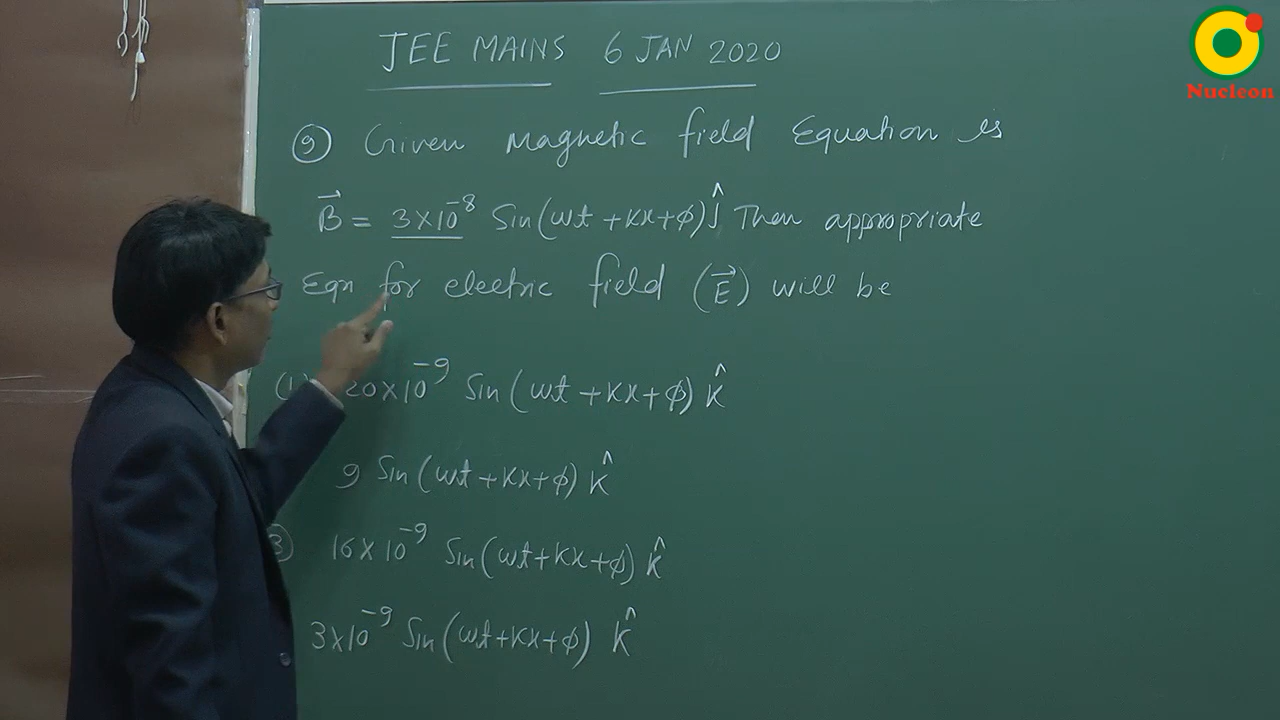 JEE MAINS 6 JAN 2020
Nucleon
⑨ Given Magnetic field Equation is
B⃗ = 3×10⁻⁸ Sin(ωt + Kx + φ) ĵ Then appropriate
Eqn for electric field (E⃗) will be
(1) 20×10⁻⁹ Sin(ωt + Kx + φ) k̂
9 Sin(ωt + Kx + φ) k̂
③ 16×10⁻⁹ Sin(ωt + Kx + φ) k̂
3×10⁻⁹ Sin(ωt + Kx + φ) k̂